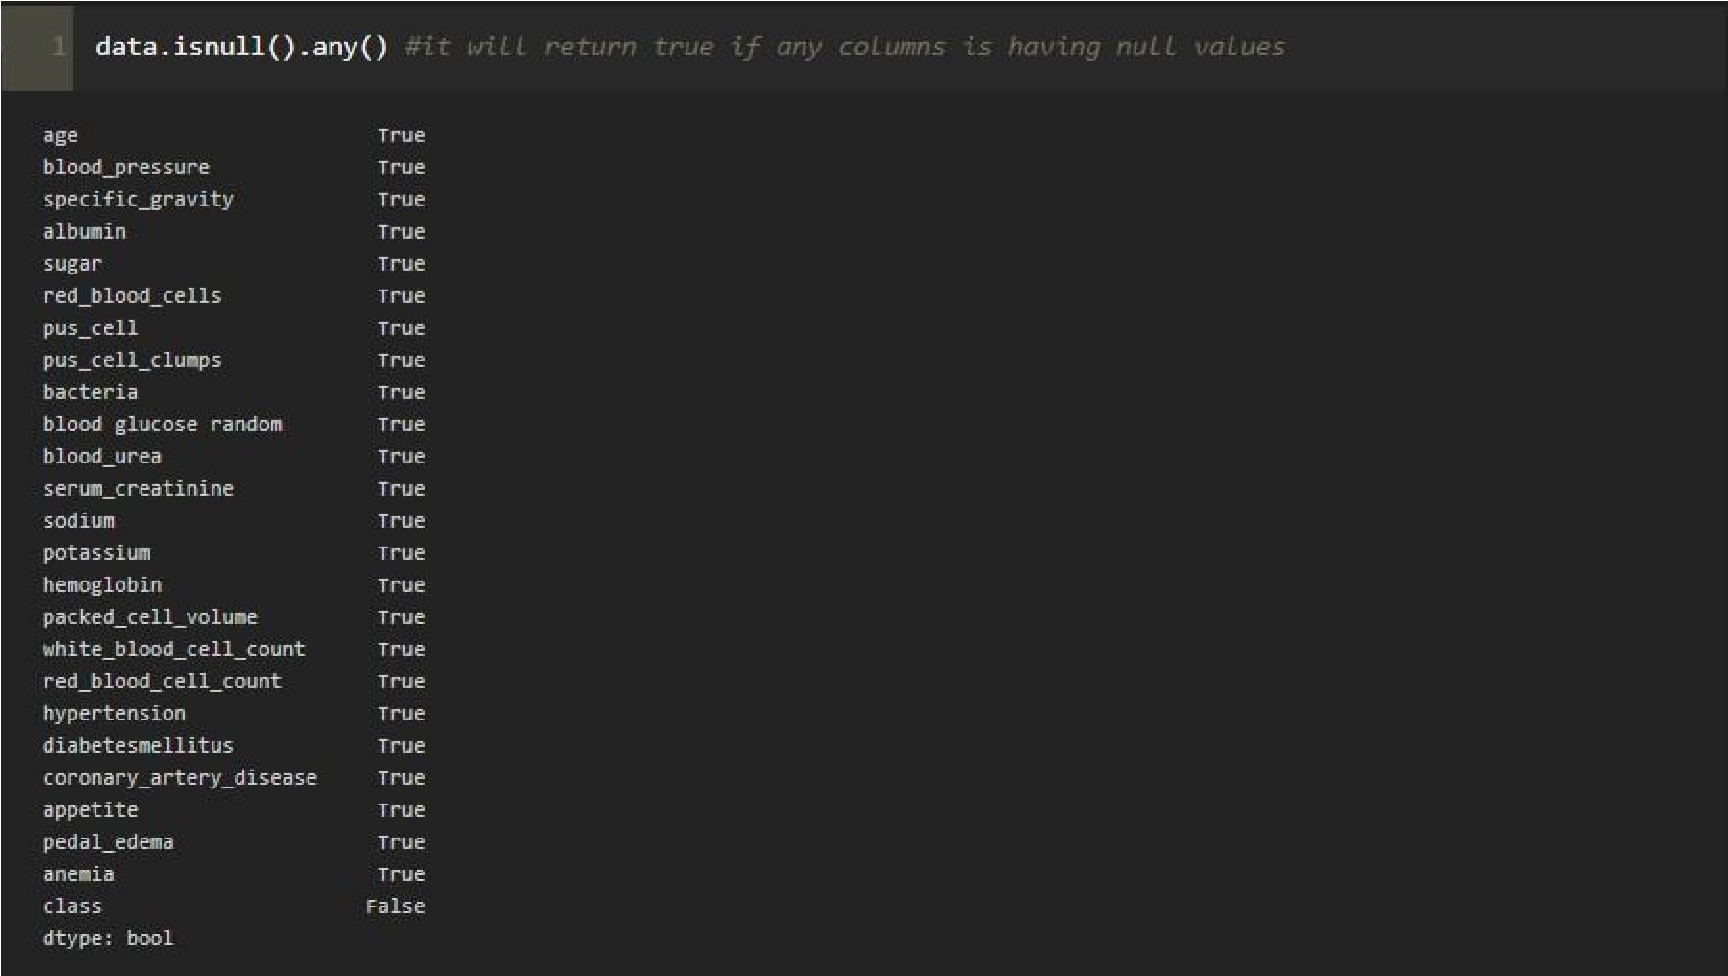 1 data.isnull().any() #it will return true if any columns is having null values
age True
blood_pressure True
specific_gravity True
albumin True
sugar True
red_blood_cells True
pus_cell True
pus_cell_clumps True
bacteria True
blood glucose random True
blood_urea True
serum_creatinine True
sodium True
potassium True
hemoglobin True
packed_cell_volume True
white_blood_cell_count True
red_blood_cell_count True
hypertension True
diabetesmellitus True
coronary_artery_disease True
appetite True
pedal_edema True
anemia True
class False
dtype: bool